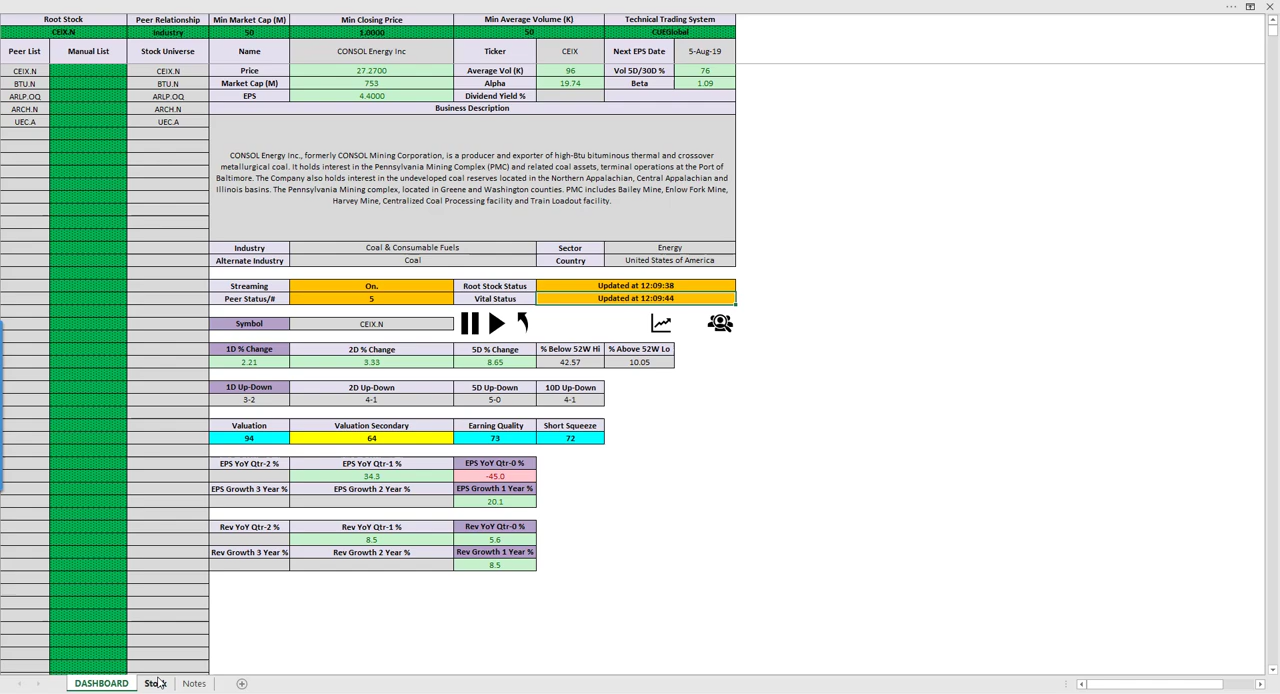 Root Stock Peer Relationship Min Market Cap (M) Min Closing Price Min Average Volume (K) Technical Trading System
CEIX.N Industry 50 1.0000 50 CUEGlobal
Peer List Manual List Stock Universe Name CONSOL Energy Inc Ticker CEIX Next EPS Date 5-Aug-19
CEIX.N CEIX.N Price 27.2700 Average Vol (K) 96 Vol 5D/30D % 76
BTU.N BTU.N Market Cap (M) 753 Alpha 19.74 Beta 1.09
ARLP.OQ ARLP.OQ EPS 4.4000 Dividend Yield %
ARCH.N ARCH.N Business Description
UEC.A UEC.A
CONSOL Energy Inc., formerly CONSOL Mining Corporation, is a producer and exporter of high-Btu bituminous thermal and crossover
metallurgical coal. It holds interest in the Pennsylvania Mining Complex (PMC) and related coal assets, terminal operations at the Port of
Baltimore. The Company also holds interest in the undeveloped coal reserves located in the Northern Appalachian, Central Appalachian and
Illinois basins. The Pennsylvania Mining complex, located in Greene and Washington counties. PMC includes Bailey Mine, Enlow Fork Mine,
Harvey Mine, Centralized Coal Processing facility and Train Loadout facility.
Industry Coal & Consumable Fuels Sector Energy
Alternate Industry Coal Country United States of America
Streaming On. Root Stock Status Updated at 12:09:38
Peer Status/# 5 Vital Status Updated at 12:09:44
Symbol CEIX.N
1D % Change 2D % Change 5D % Change % Below 52W Hi % Above 52W Lo
2.21 3.33 8.65 42.57 10.05
1D Up-Down 2D Up-Down 5D Up-Down 10D Up-Down
3-2 4-1 5-0 4-1
Valuation Valuation Secondary Earning Quality Short Squeeze
94 64 73 72
EPS YoY Qtr-2 % EPS YoY Qtr-1 % EPS YoY Qtr-0 %
34.3 -45.0
EPS Growth 3 Year % EPS Growth 2 Year % EPS Growth 1 Year %
20.1
Rev YoY Qtr-2 % Rev YoY Qtr-1 % Rev YoY Qtr-0 %
8.5 5.6
Rev Growth 3 Year % Rev Growth 2 Year % Rev Growth 1 Year %
8.5
DASHBOARD Stock Notes